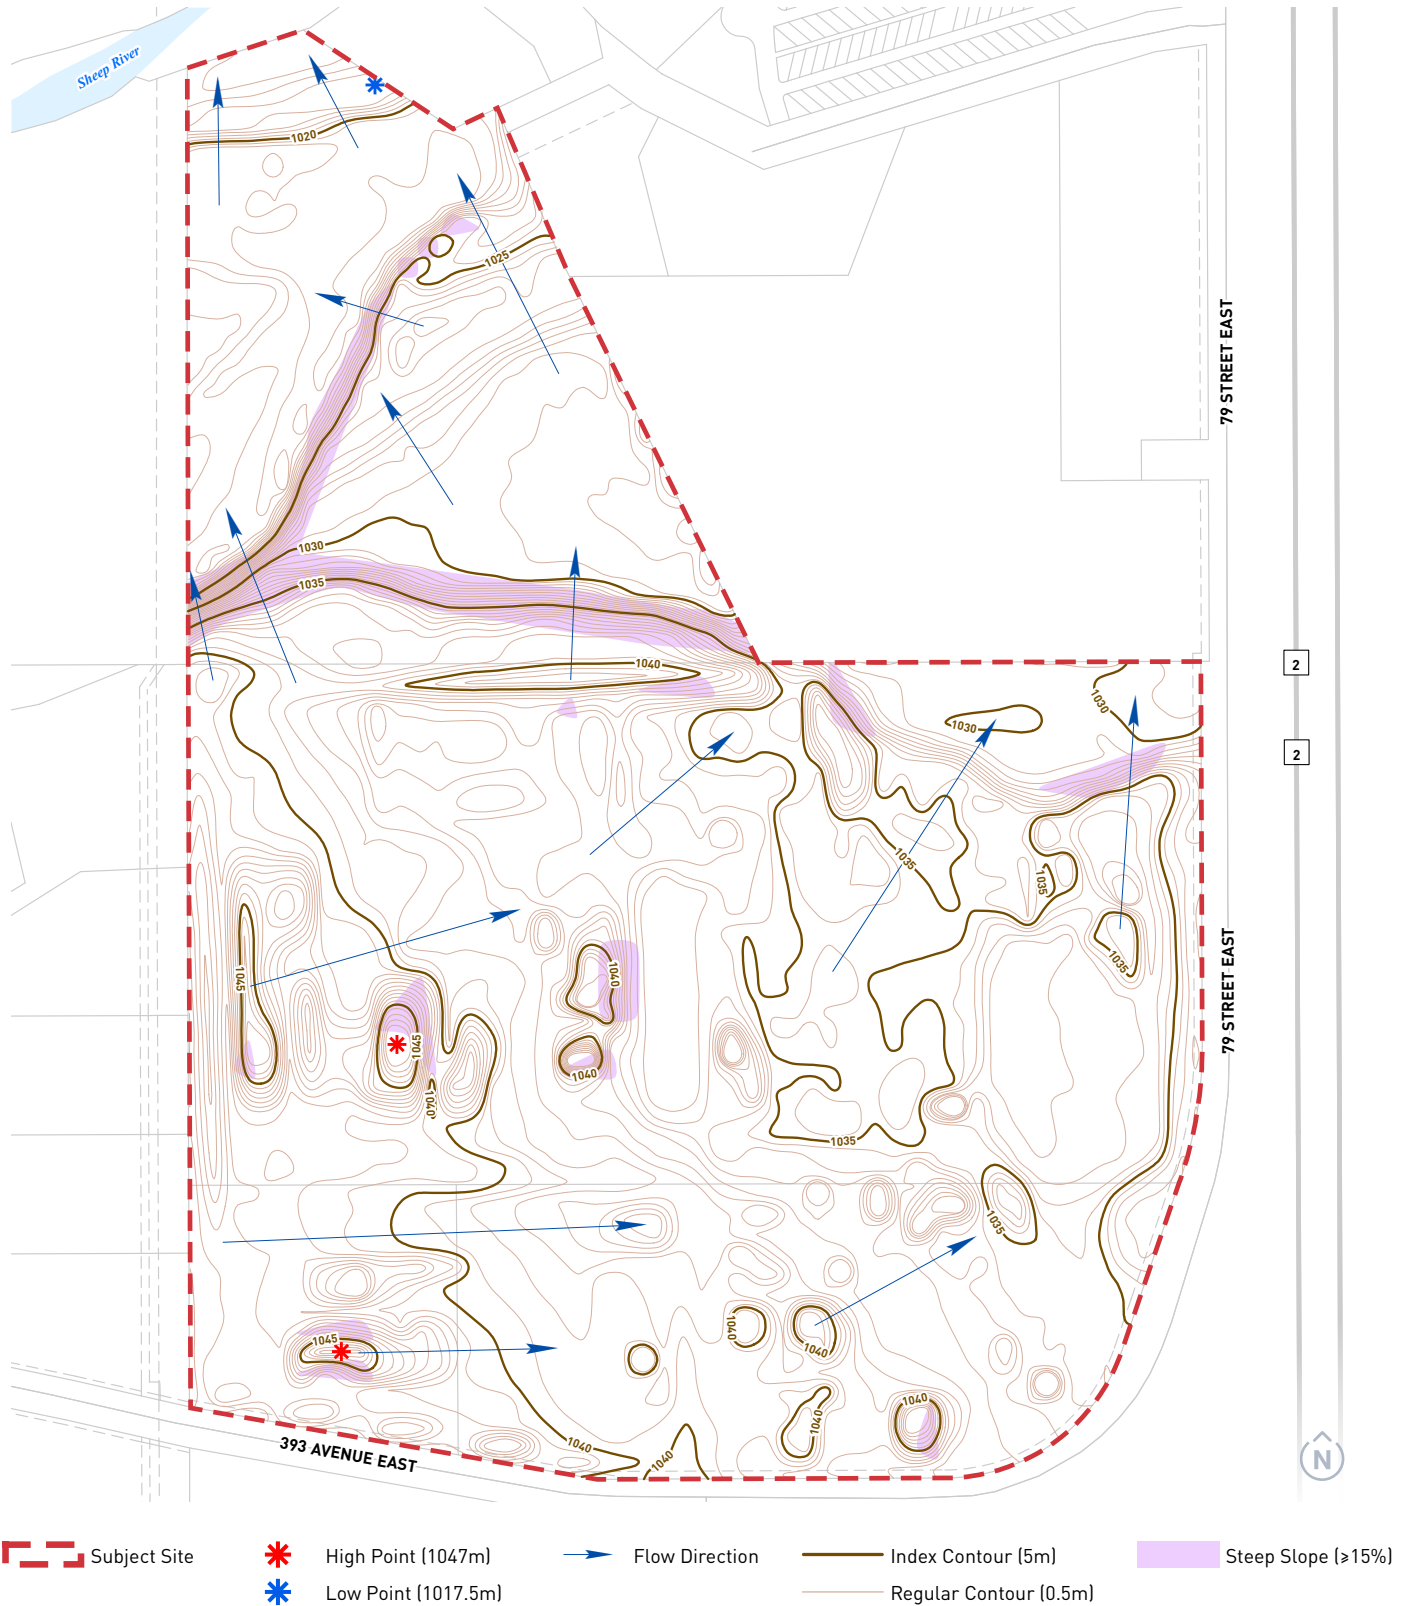 Sheep River
1020
1025
79 STREET EAST
1030
1035
1040
2
1030
1030
2
1035
1035
1045
1040
1035
79 STREET EAST
1045
1040
1040
1035
1035
1040
1040
1045
1040
1040
1040
1040
393 AVENUE EAST
N
Subject Site
High Point (1047m)
Flow Direction
Index Contour (5m)
Steep Slope (≥15%)
Low Point (1017.5m)
Regular Contour (0.5m)